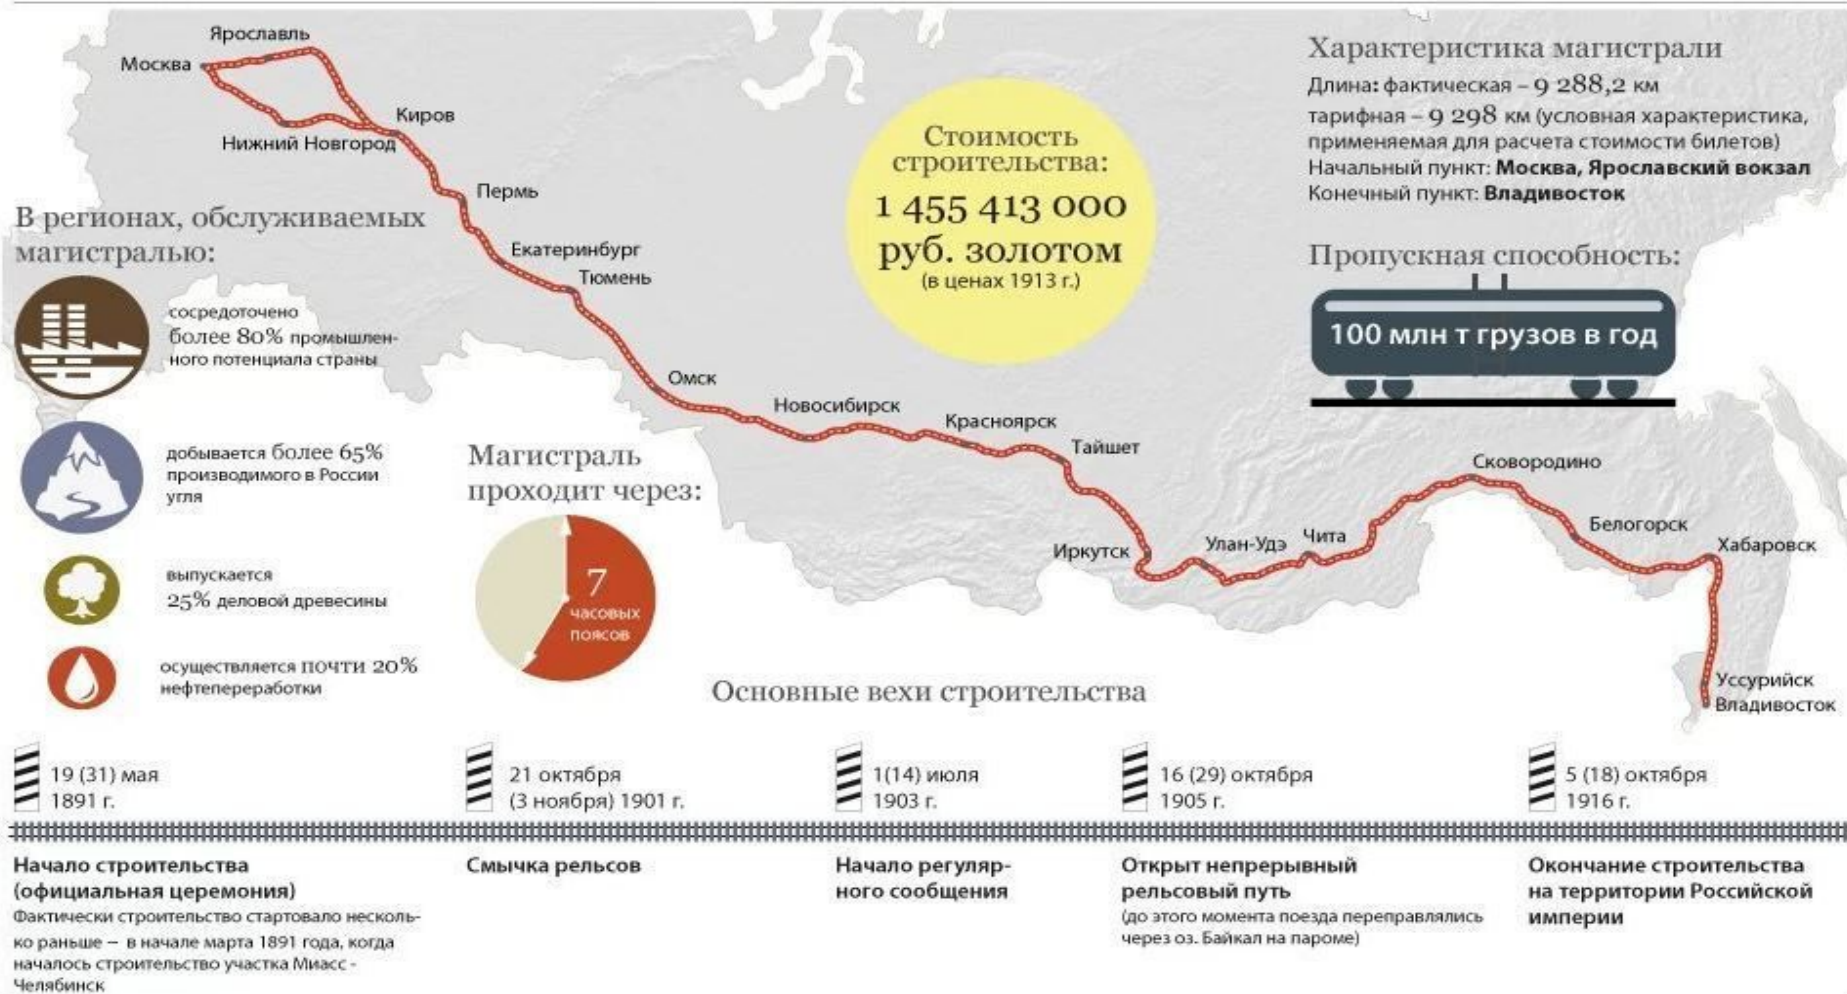 Ярославль
Москва
Киров
Нижний Новгород
Пермь
Екатеринбург
Тюмень
Омск
Новосибирск
Красноярск
Тайшет
Иркутск
Улан-Удэ
Чита
Сковородино
Белогорск
Хабаровск
Уссурийск
Владивосток
Стоимость
строительства:
1 455 413 000
руб. золотом
(в ценах 1913 г.)
Характеристика магистрали
Длина: фактическая – 9 288,2 км
тарифная – 9 298 км (условная характеристика,
применяемая для расчета стоимости билетов)
Начальный пункт: Москва, Ярославский вокзал
Конечный пункт: Владивосток
Пропускная способность:
100 млн т грузов в год
В регионах, обслуживаемых
магистралью:
сосредоточено
более 80% промышлен-
ного потенциала страны
добывается более 65%
производимого в России
угля
выпускается
25% деловой древесины
осуществляется почти 20%
нефтепереработки
Магистраль
проходит через:
7
часовых
поясов
Основные вехи строительства
19 (31) мая
1891 г.
Начало строительства
(официальная церемония)
Фактически строительство стартовало несколь-
ко раньше – в начале марта 1891 года, когда
началось строительство участка Миасс -
Челябинск
21 октября
(3 ноября) 1901 г.
Смычка рельсов
1(14) июля
1903 г.
Начало регуляр-
ного сообщения
16 (29) октября
1905 г.
Открыт непрерывный
рельсовый путь
(до этого момента поезда переправлялись
через оз. Байкал на пароме)
5 (18) октября
1916 г.
Окончание строительства
на территории Российской
империи